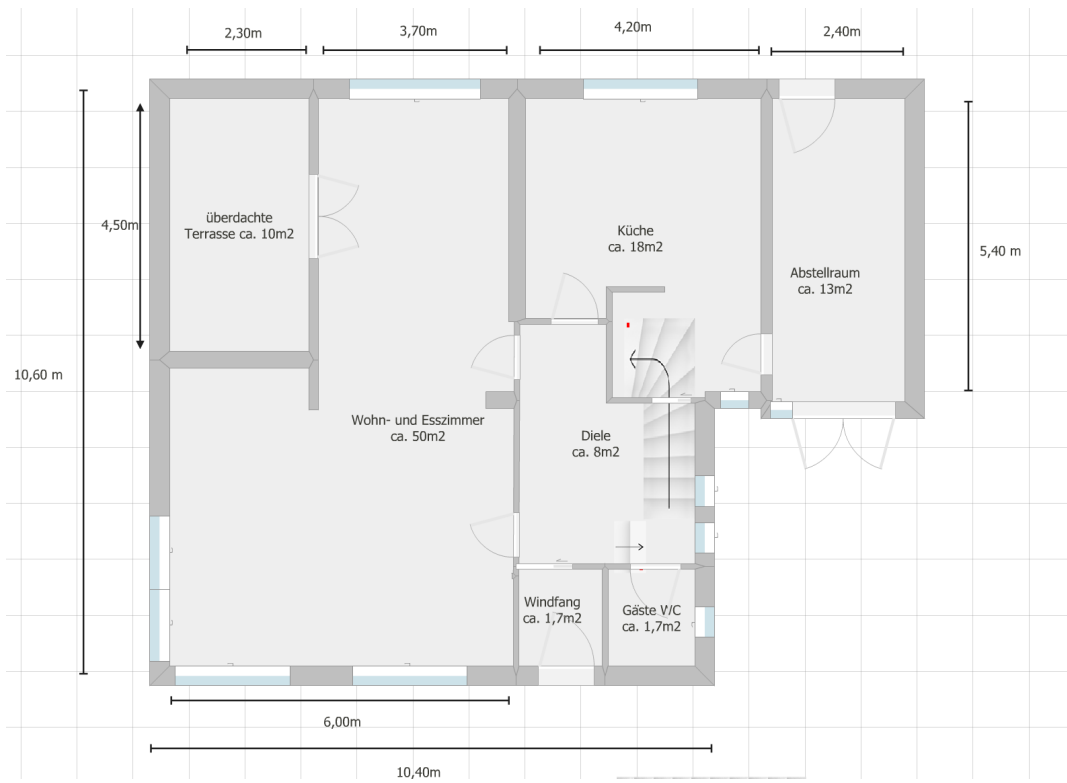 2,30m
3,70m
4,20m
2,40m
4,50m
überdachte
Terrasse ca. 10m2
Küche
ca. 18m2
Abstellraum
ca. 13m2
5,40 m
10,60 m
Wohn- und Esszimmer
ca. 50m2
Diele
ca. 8m2
Windfang
ca. 1,7m2
Gäste WC
ca. 1,7m2
6,00m
10,40m